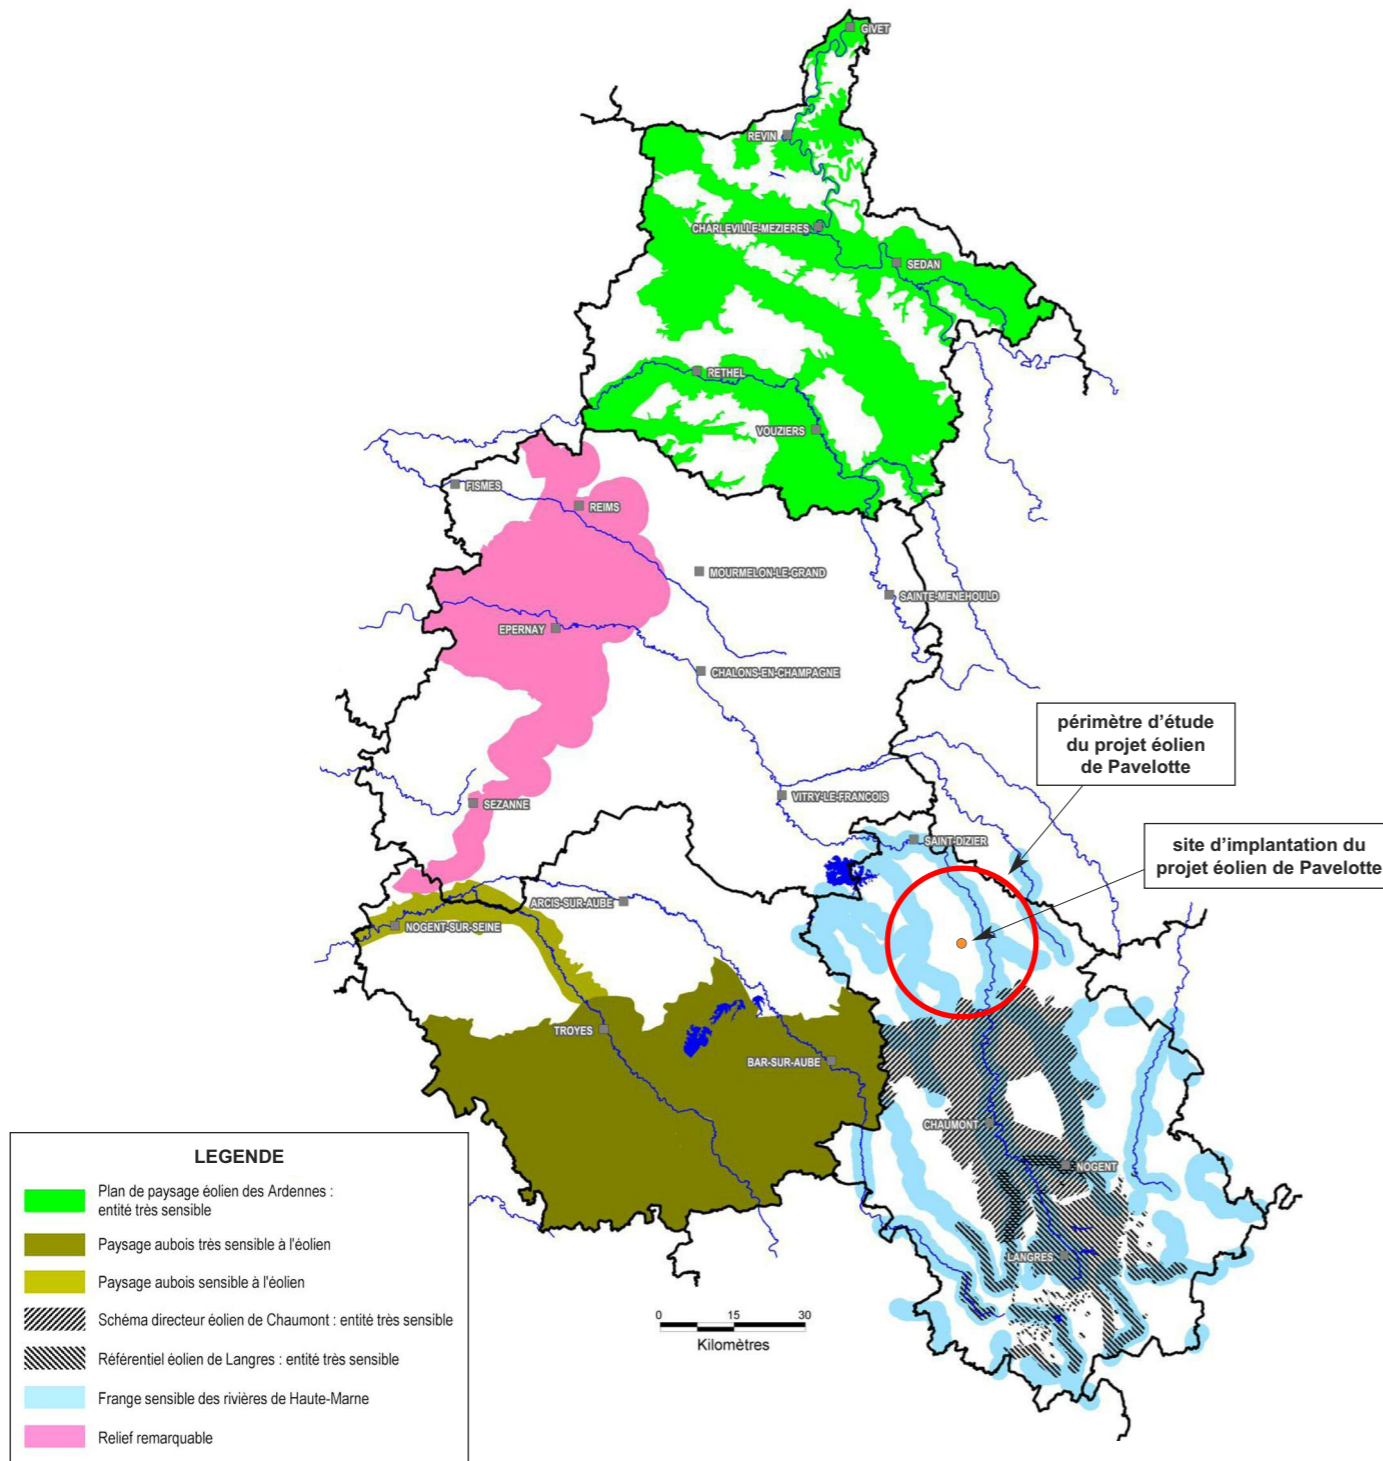 GIVET
REVIN
CHARLEVILLE-MEZIERES
SEDAN
RETHEL
VOUZIERS
FISMES
REIMS
MOURMELON-LE-GRAND
SAINTE-MENEHOULD
EPERNAY
CHALONS-EN-CHAMPAGNE
périmètre d'étude
du projet éolien
de Pavelotte
VITRY-LE-FRANCOIS
SEZANNE
SAINT-DIZIER
site d'implantation du
projet éolien de Pavelotte
ARCIS-SUR-AUBE
NOGENT-SUR-SEINE
TROYES
BAR-SUR-AUBE
CHAUMONT
NOGENT
LANGRES
0 15 30
Kilomètres
LEGENDE
Plan de paysage éolien des Ardennes :
entité très sensible
Paysage aubois très sensible à l'éolien
Paysage aubois sensible à l'éolien
Schéma directeur éolien de Chaumont : entité très sensible
Référentiel éolien de Langres : entité très sensible
Frange sensible des rivières de Haute-Marne
Relief remarquable